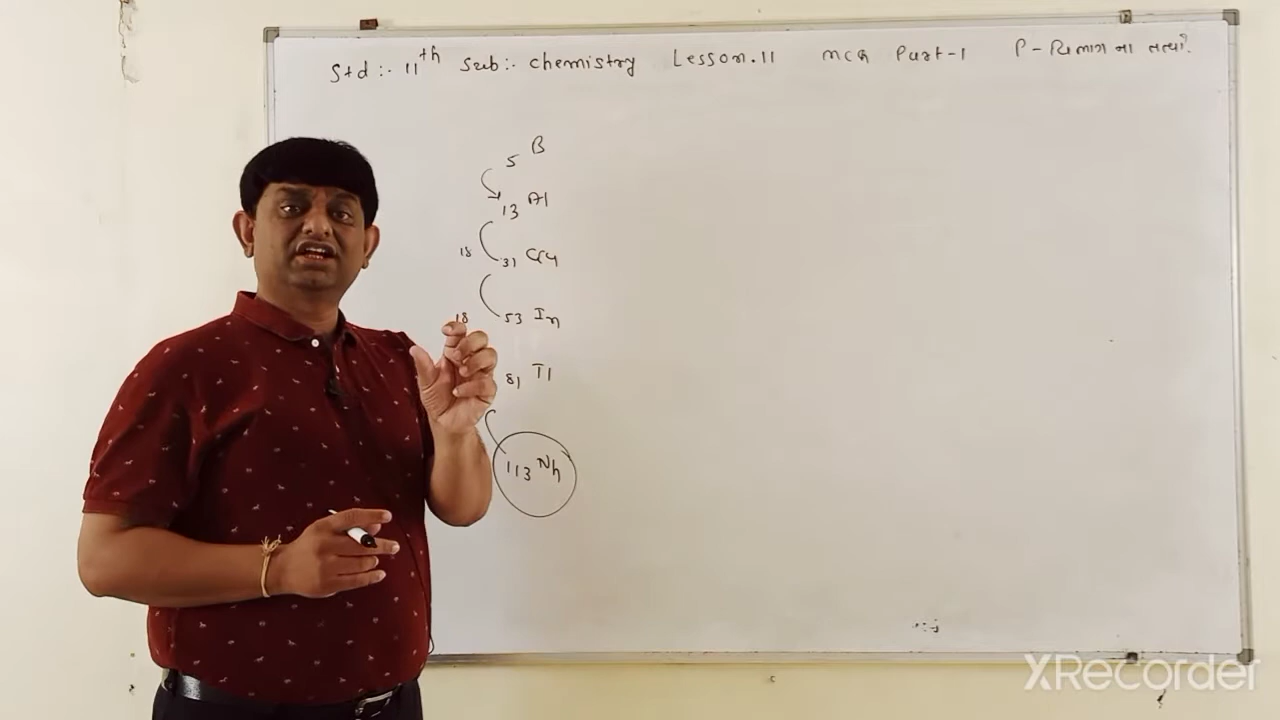 Std :- 11th Sub :- Chemistry Lesson.11 MCQ Part-1 P-વિભાગ ના તત્વો.
5 B
13 Al
18 31 Ga
18 53 In
81 Tl
113 Nh
XRecorder